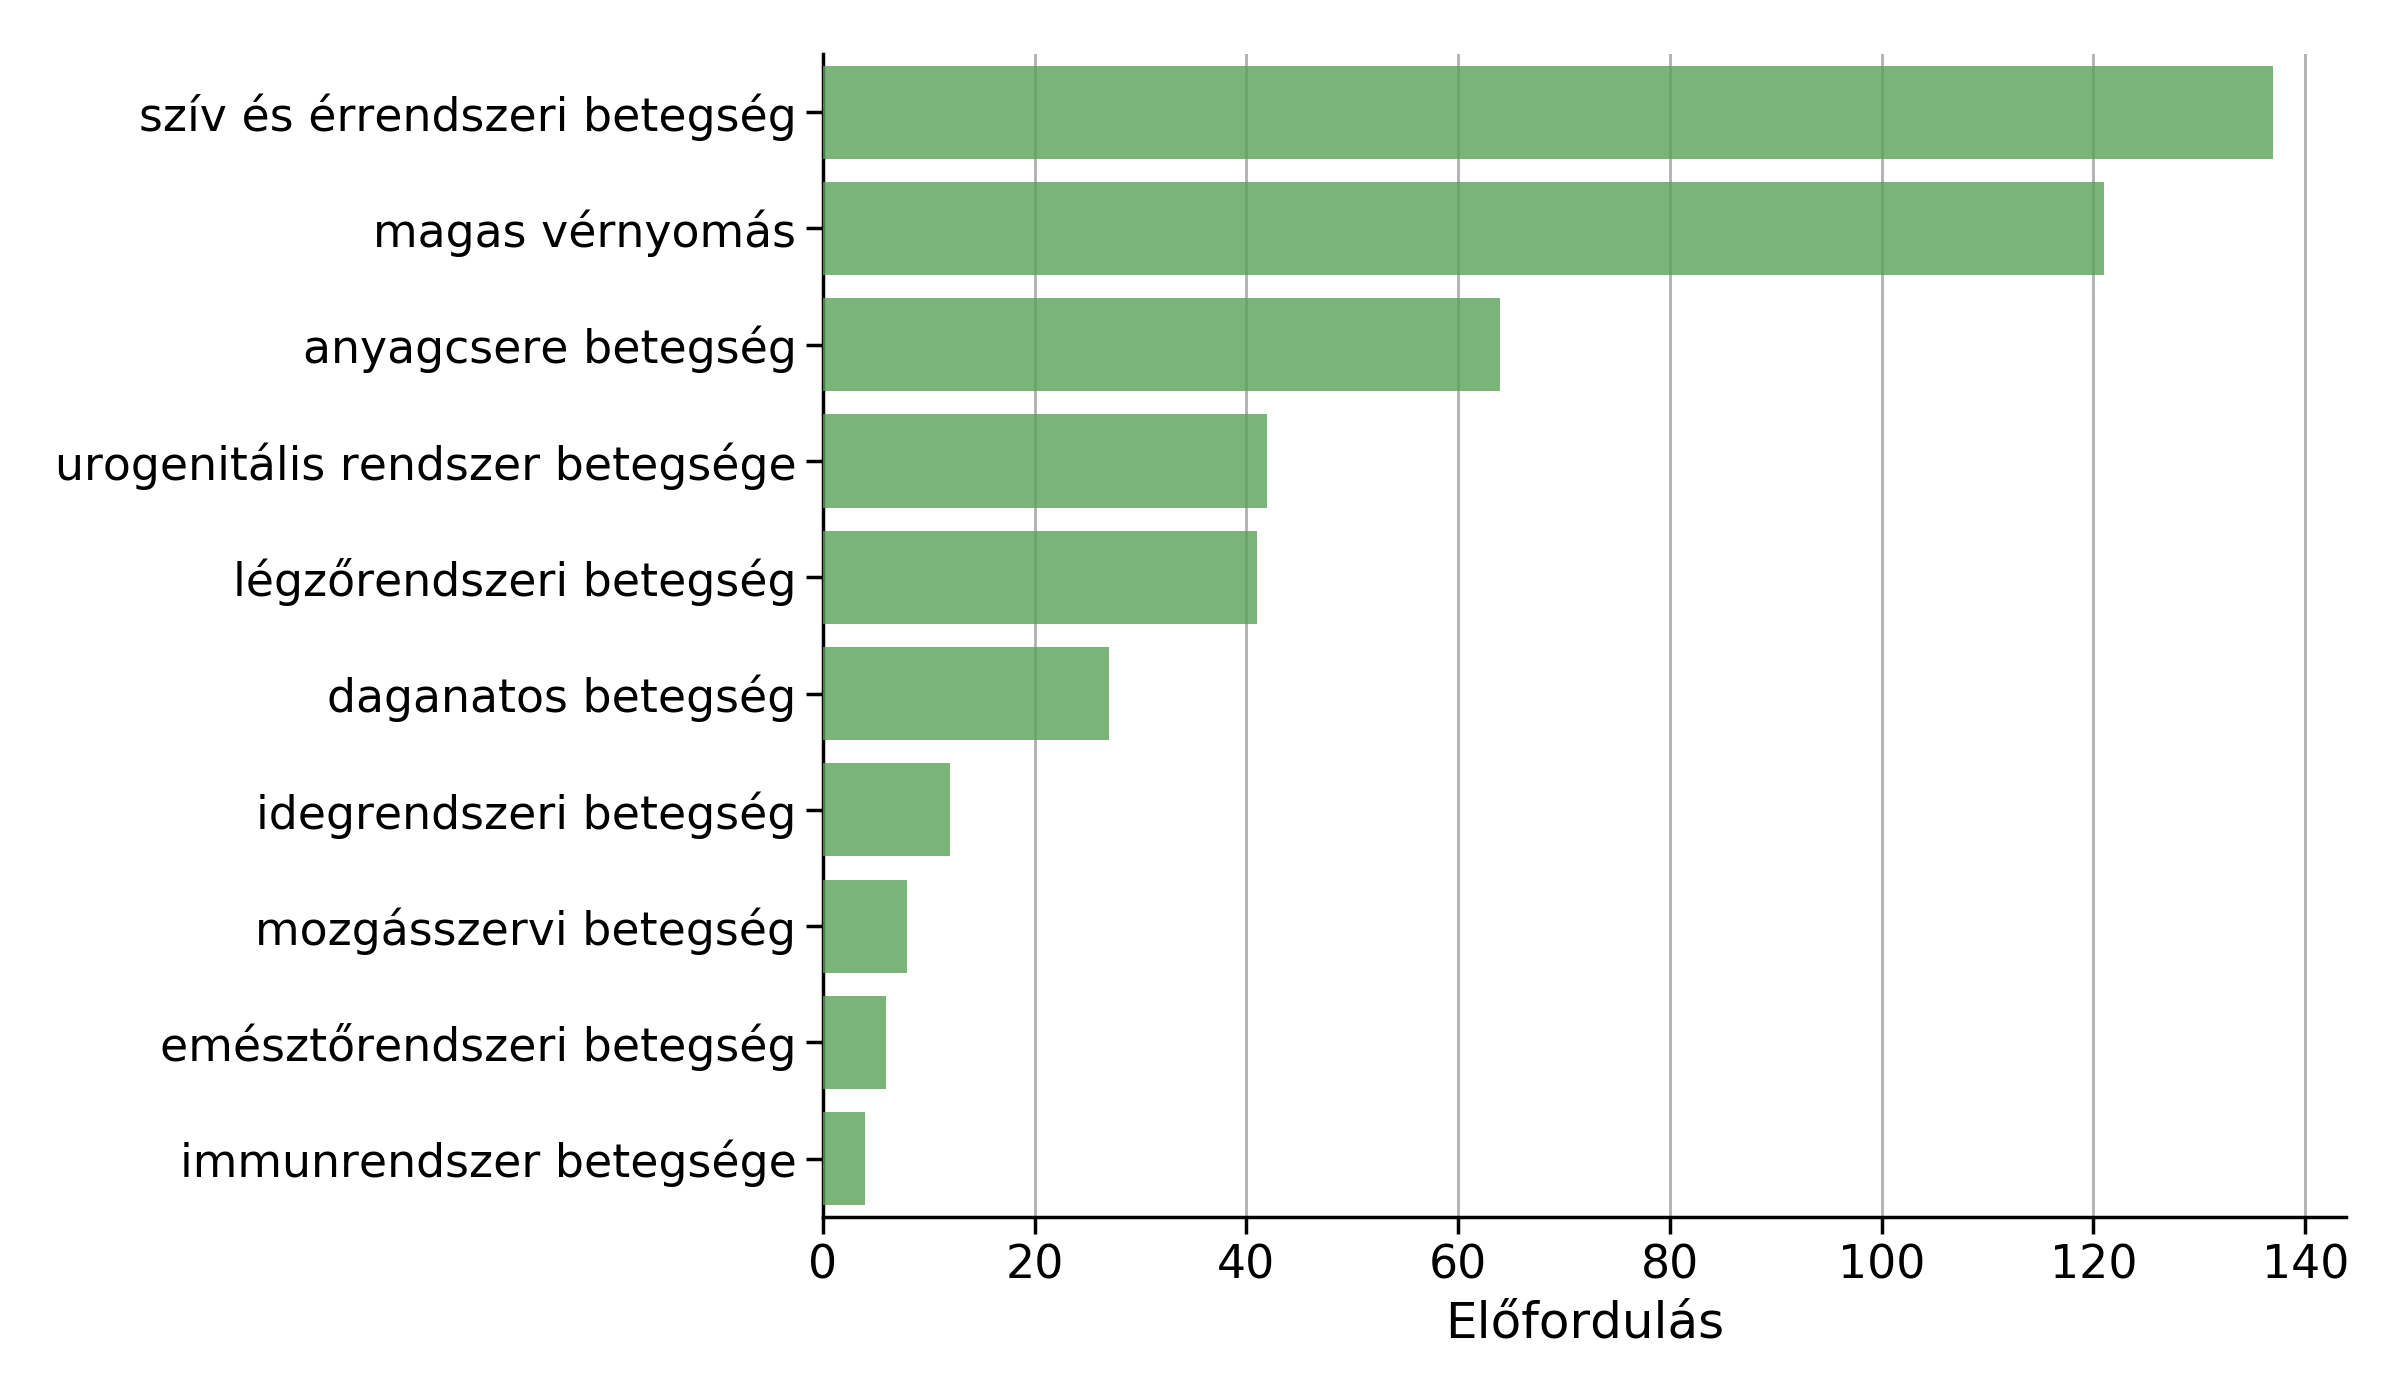 szív és érrendszeri betegség
magas vérnyomás
anyagcsere betegség
urogenitális rendszer betegsége
légzőrendszeri betegség
daganatos betegség
idegrendszeri betegség
mozgásszervi betegség
emésztőrendszeri betegség
immunrendszer betegsége
0 20 40 60 80 100 120 140
Előfordulás